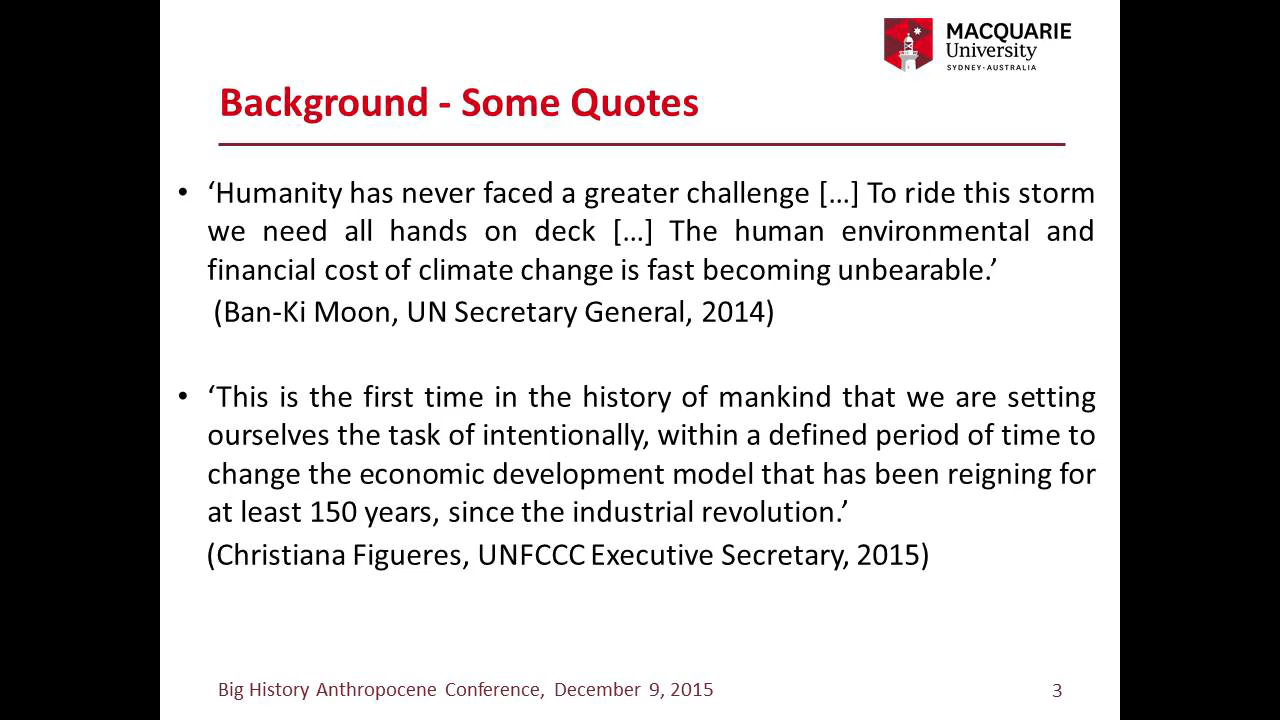 MACQUARIE
University
SYDNEY·AUSTRALIA
Background - Some Quotes
• ‘Humanity has never faced a greater challenge […] To ride this storm
we need all hands on deck […] The human environmental and
financial cost of climate change is fast becoming unbearable.’
(Ban-Ki Moon, UN Secretary General, 2014)
• ‘This is the first time in the history of mankind that we are setting
ourselves the task of intentionally, within a defined period of time to
change the economic development model that has been reigning for
at least 150 years, since the industrial revolution.’
(Christiana Figueres, UNFCCC Executive Secretary, 2015)
Big History Anthropocene Conference, December 9, 2015
3